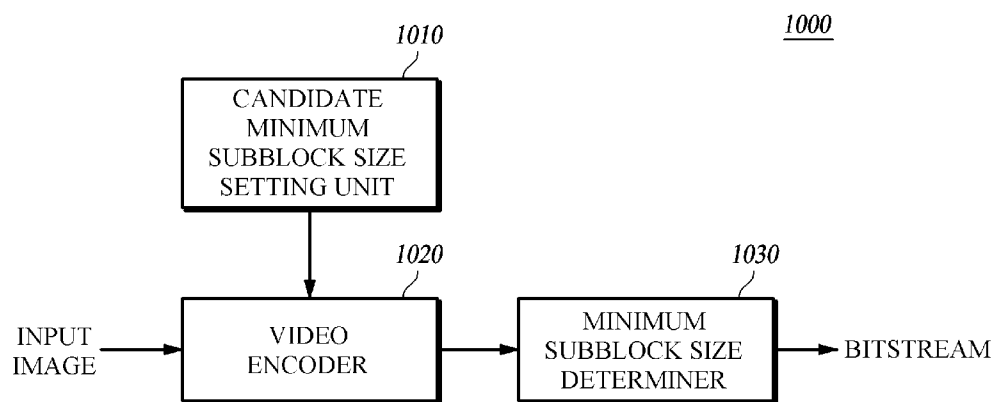 1000
1010
CANDIDATE
MINIMUM
SUBBLOCK SIZE
SETTING UNIT
1020
1030
INPUT
IMAGE
VIDEO
ENCODER
MINIMUM
SUBBLOCK SIZE
DETERMINER
BITSTREAM